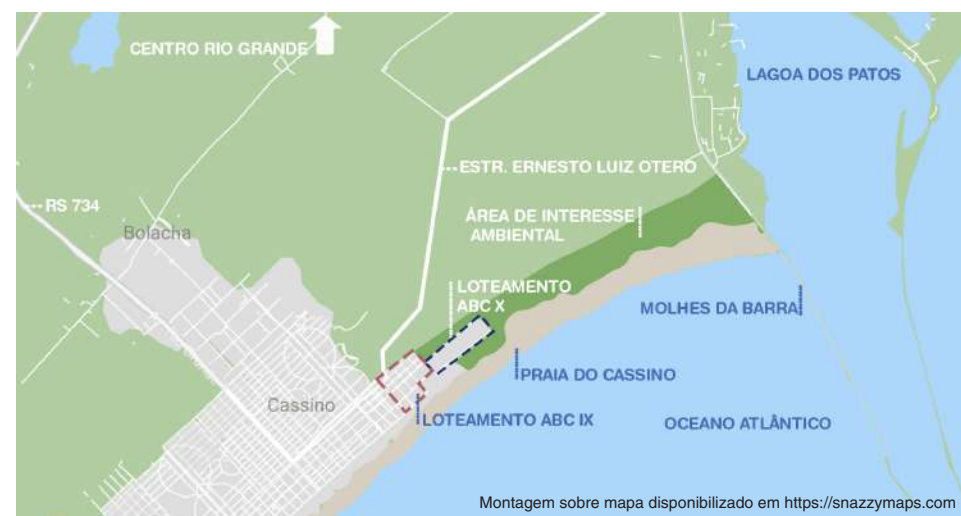 CENTRO RIO GRANDE
LAGOA DOS PATOS
ESTR. ERNESTO LUIZ OTERO
RS 734
ÁREA DE INTERESSE
AMBIENTAL
Bolacha
LOTEAMENTO
ABC X
MOLHES DA BARRA
PRAIA DO CASSINO
Cassino
LOTEAMENTO ABC IX
OCEANO ATLÂNTICO
Montagem sobre mapa disponibilizado em https://snazzymaps.com